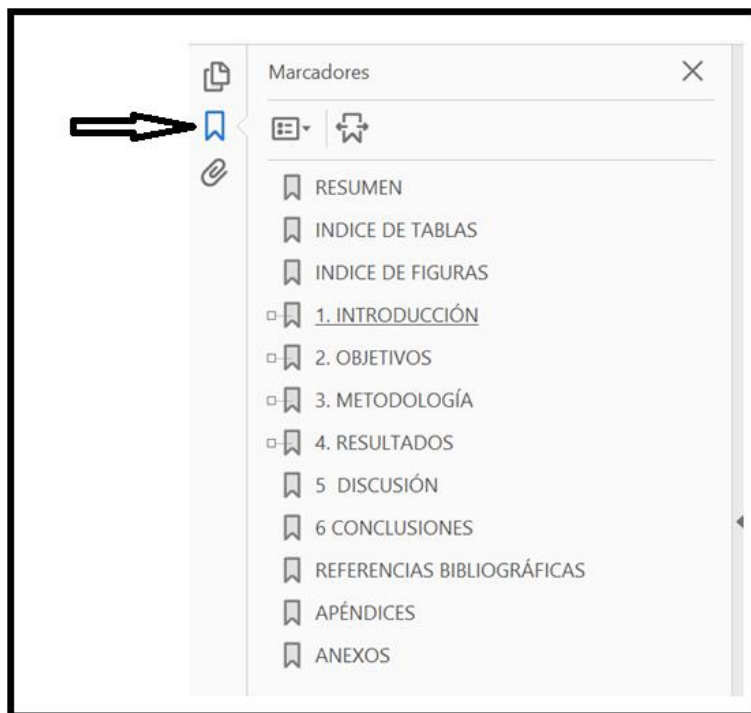 Marcadores
RESUMEN
INDICE DE TABLAS
INDICE DE FIGURAS
1. INTRODUCCIÓN
2. OBJETIVOS
3. METODOLOGÍA
4. RESULTADOS
5 DISCUSIÓN
6 CONCLUSIONES
REFERENCIAS BIBLIOGRÁFICAS
APÉNDICES
ANEXOS